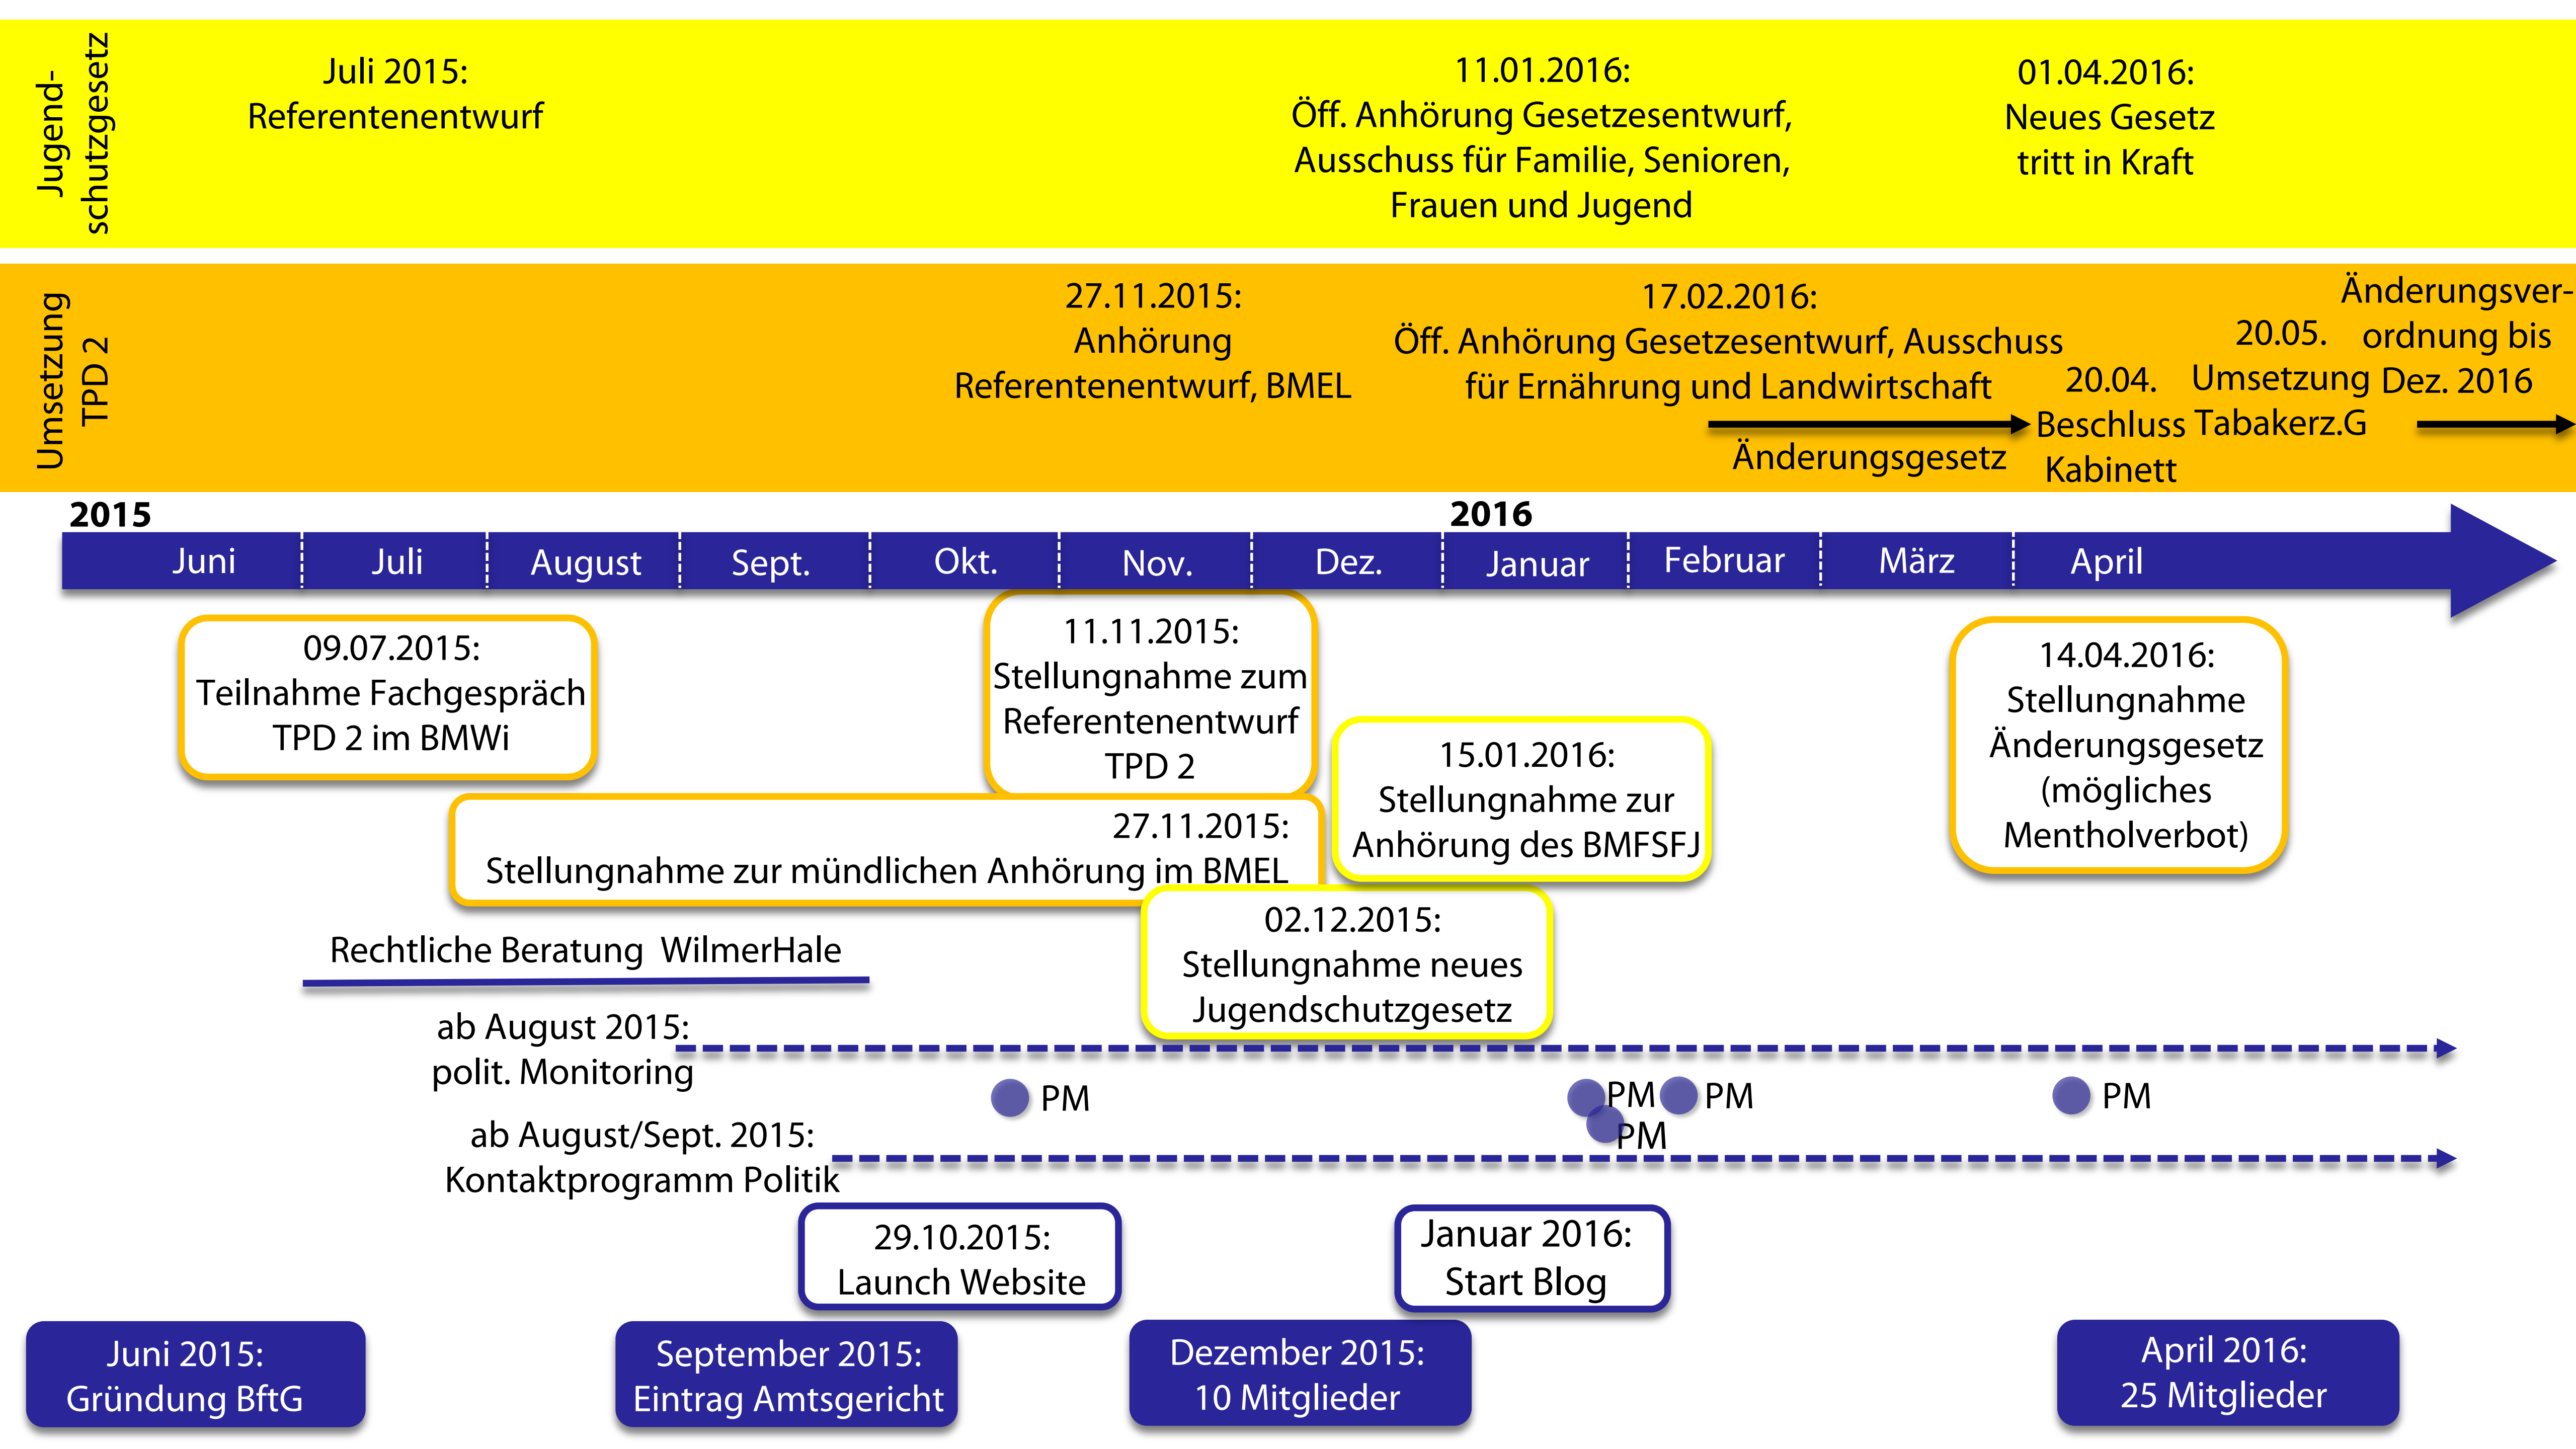 Jugend-
schutzgesetz
Juli 2015:
Referentenentwurf
11.01.2016:
Öff. Anhörung Gesetzesentwurf,
Ausschuss für Familie, Senioren,
Frauen und Jugend
01.04.2016:
Neues Gesetz
tritt in Kraft
Umsetzung
TPD 2
27.11.2015:
Anhörung
Referentenentwurf, BMEL
17.02.2016:
Öff. Anhörung Gesetzesentwurf, Ausschuss
für Ernährung und Landwirtschaft
Änderungsgesetz
20.04.
Beschluss
Kabinett
20.05.
Umsetzung
Tabakerz.G
Änderungsver-
ordnung bis
Dez. 2016
2015
2016
Juni
Juli
August
Sept.
Okt.
Nov.
Dez.
Januar
Februar
März
April
09.07.2015:
Teilnahme Fachgespräch
TPD 2 im BMWi
11.11.2015:
Stellungnahme zum
Referentenentwurf
TPD 2
14.04.2016:
Stellungnahme
Änderungsgesetz
(mögliches
Mentholverbot)
15.01.2016:
Stellungnahme zur
Anhörung des BMFSFJ
27.11.2015:
Stellungnahme zur mündlichen Anhörung im BMEL
02.12.2015:
Stellungnahme neues
Jugendschutzgesetz
Rechtliche Beratung  WilmerHale
ab August 2015:
polit. Monitoring
PM
PM
PM
PM
PM
ab August/Sept. 2015:
Kontaktprogramm Politik
29.10.2015:
Launch Website
Januar 2016:
Start Blog
Juni 2015:
Gründung BftG
September 2015:
Eintrag Amtsgericht
Dezember 2015:
10 Mitglieder
April 2016:
25 Mitglieder